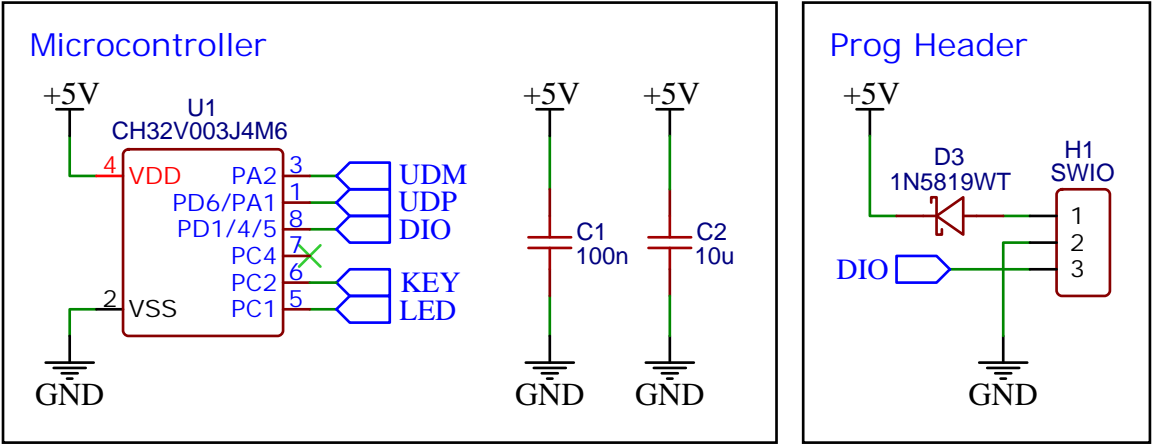 Microcontroller
+5V
U1
CH32V003J4M6
4 VDD
PA2 3 UDM
PD6/PA1 1 UDP
PD1/4/5 8 DIO
PC4 7
PC2 6 KEY
2 VSS
PC1 5 LED
GND
+5V
C1
100n
GND
+5V
C2
10u
GND
Prog Header
+5V
D3
1N5819WT
H1
SWIO
1
2
3
DIO
GND